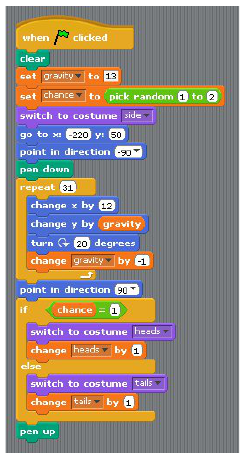 when clicked
clear
set gravity to 13
set chance to pick random 1 to 2
switch to costume side
go to x: -220 y: 50
point in direction -90
pen down
repeat 31
change x by 12
change y by gravity
turn 20 degrees
change gravity by -1
point in direction 90
if chance = 1
switch to costume heads
change heads by 1
else
switch to costume tails
change tails by 1
pen up